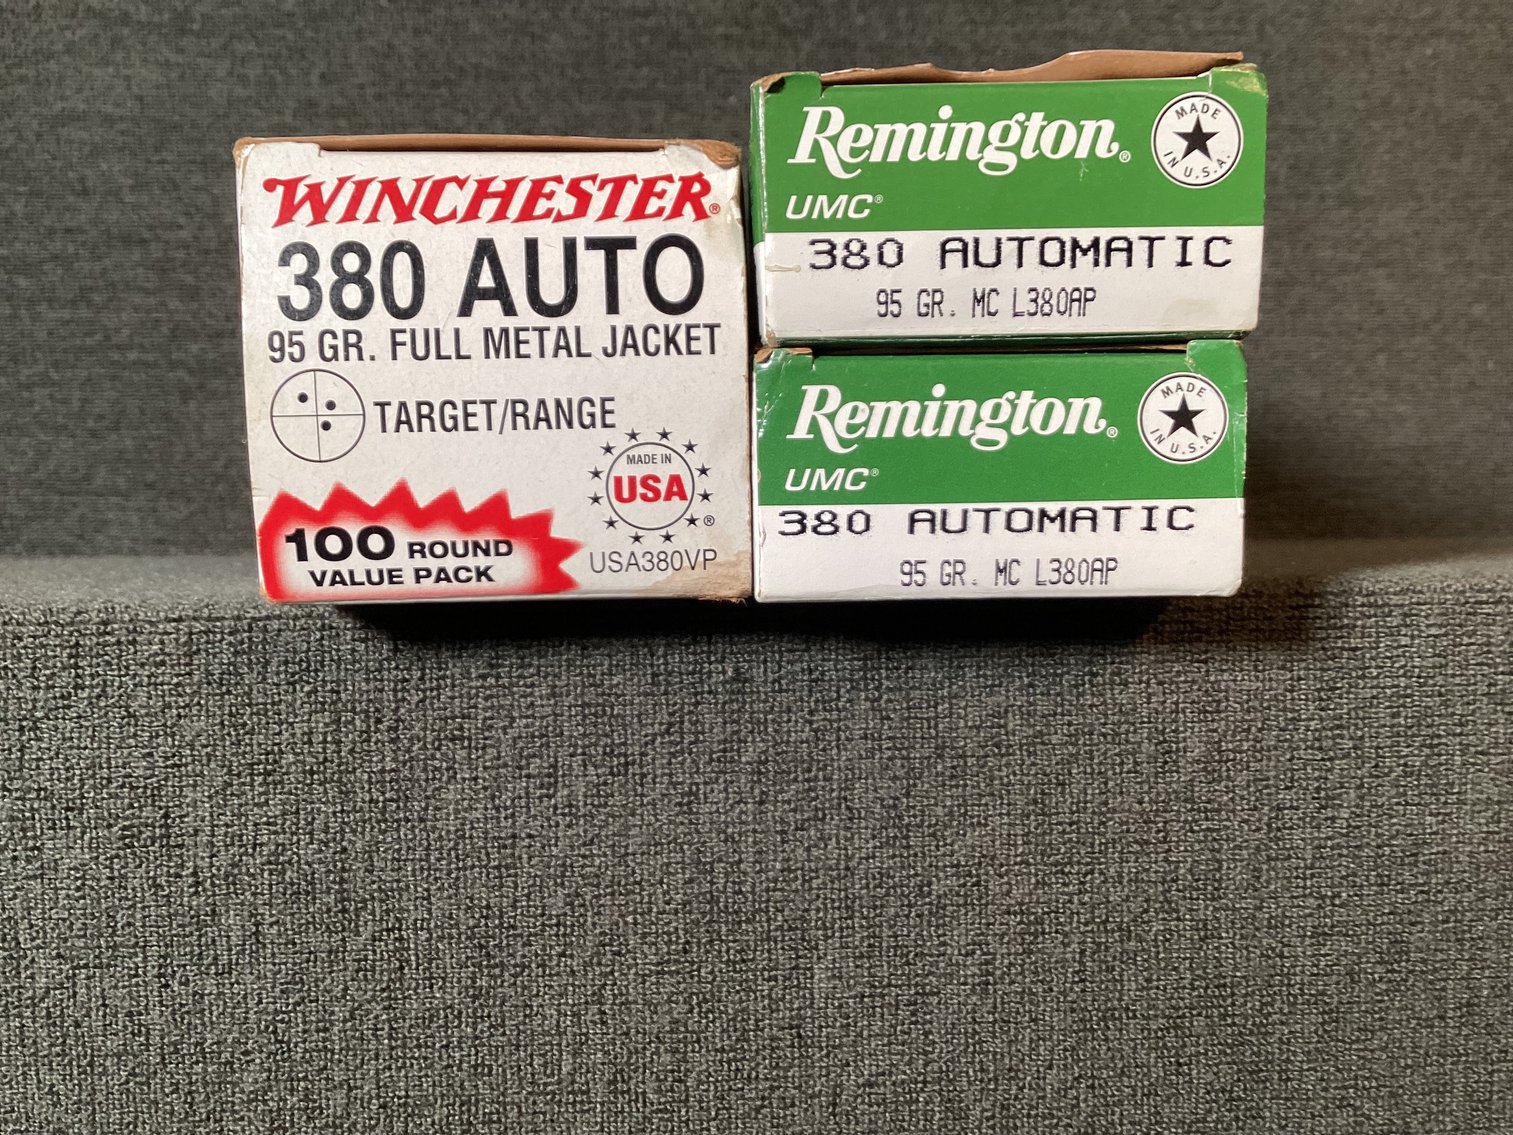 WINCHESTER®
380 AUTO
95 GR. FULL METAL JACKET
TARGET/RANGE
MADE IN
USA
®
100 ROUND
VALUE PACK
USA380VP
Remington®
UMC®
MADE
IN U.S.A.
380 AUTOMATIC
95 GR. MC L380AP
Remington®
UMC®
MADE
IN U.S.A.
380 AUTOMATIC
95 GR. MC L380AP